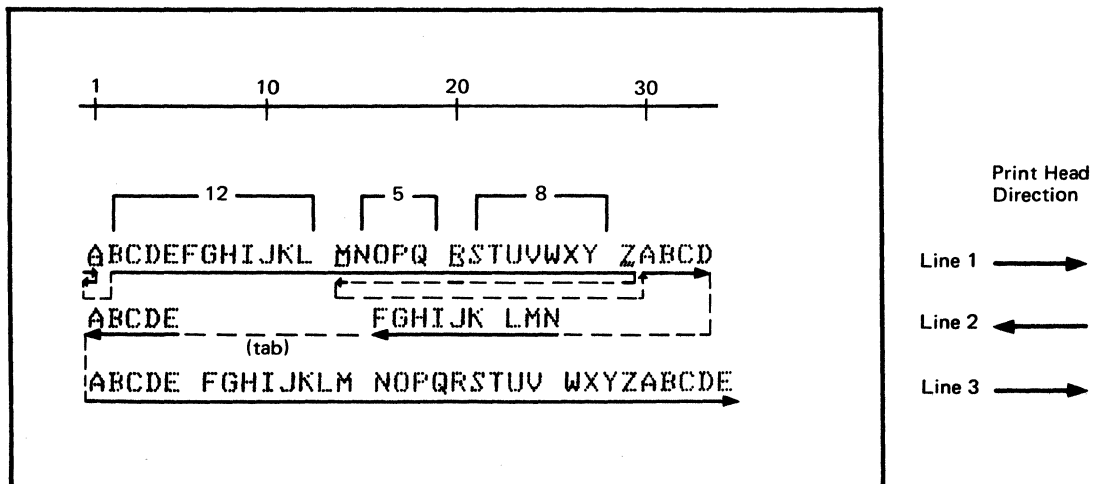 1 10 20 30
Print Head
Direction
12 5 8
ABCDEFGHIJKL MNOPQ RSTUVWXY ZABCD
Line 1
ABCDE FGHIJK LMN
Line 2
(tab)
ABCDE FGHIJKLM NOPQRSTUV WXYZABCDE
Line 3